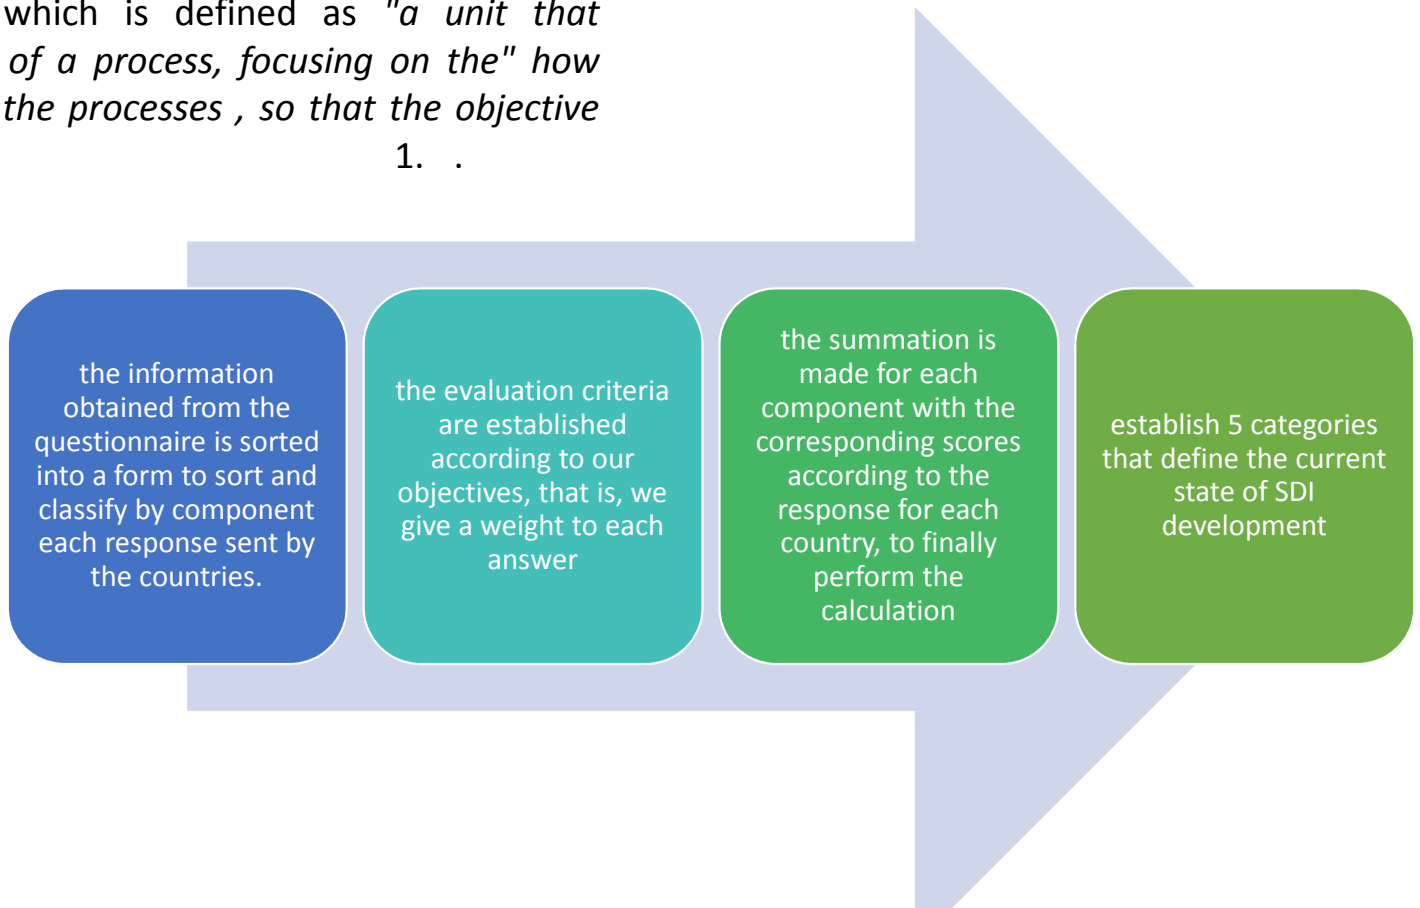 which is defined as "a unit that
of a process, focusing on the" how
the processes , so that the objective
1. .
the information
obtained from the
questionnaire is sorted
into a form to sort and
classify by component
each response sent by
the countries.
the evaluation criteria
are established
according to our
objectives, that is, we
give a weight to each
answer
the summation is
made for each
component with the
corresponding scores
according to the
response for each
country, to finally
perform the
calculation
establish 5 categories
that define the current
state of SDI
development